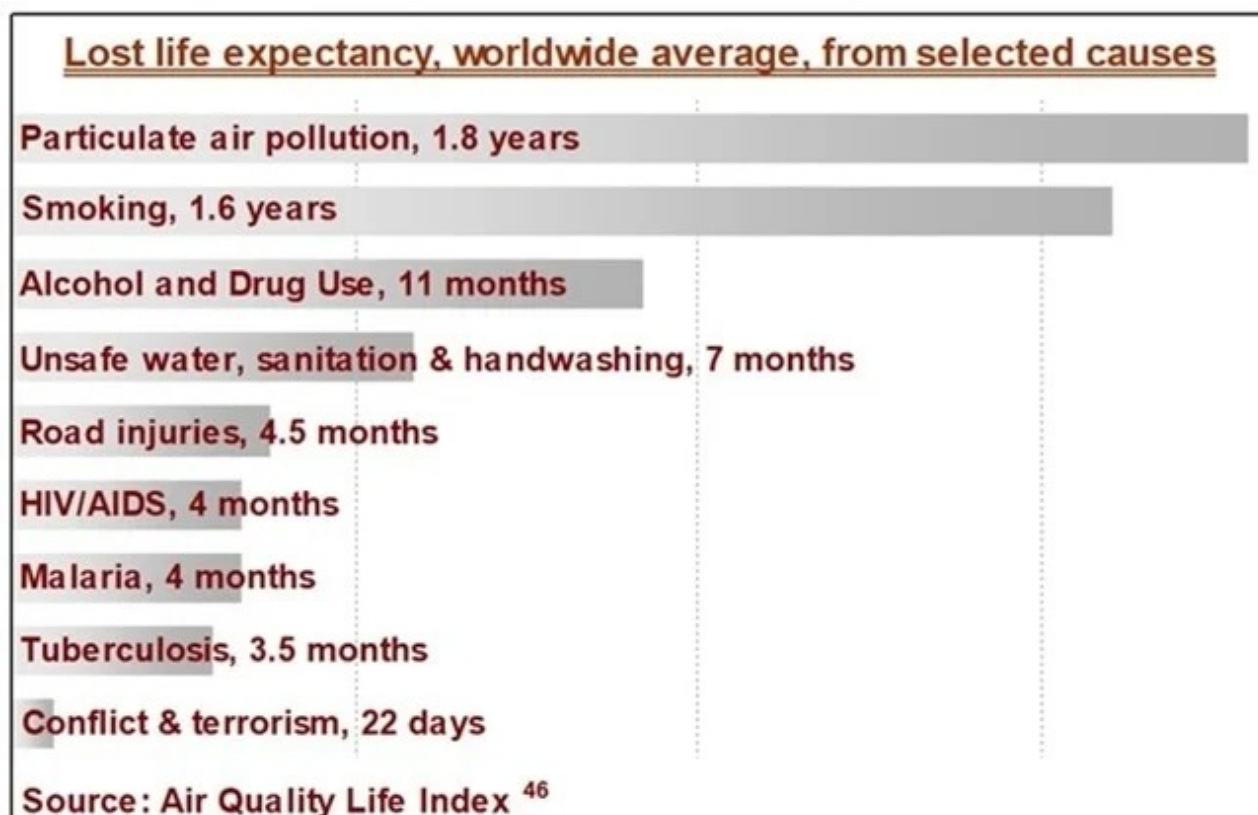 Lost life expectancy, worldwide average, from selected causes
Particulate air pollution, 1.8 years
Smoking, 1.6 years
Alcohol and Drug Use, 11 months
Unsafe water, sanitation & handwashing, 7 months
Road injuries, 4.5 months
HIV/AIDS, 4 months
Malaria, 4 months
Tuberculosis, 3.5 months
Conflict & terrorism, 22 days
Source: Air Quality Life Index 46